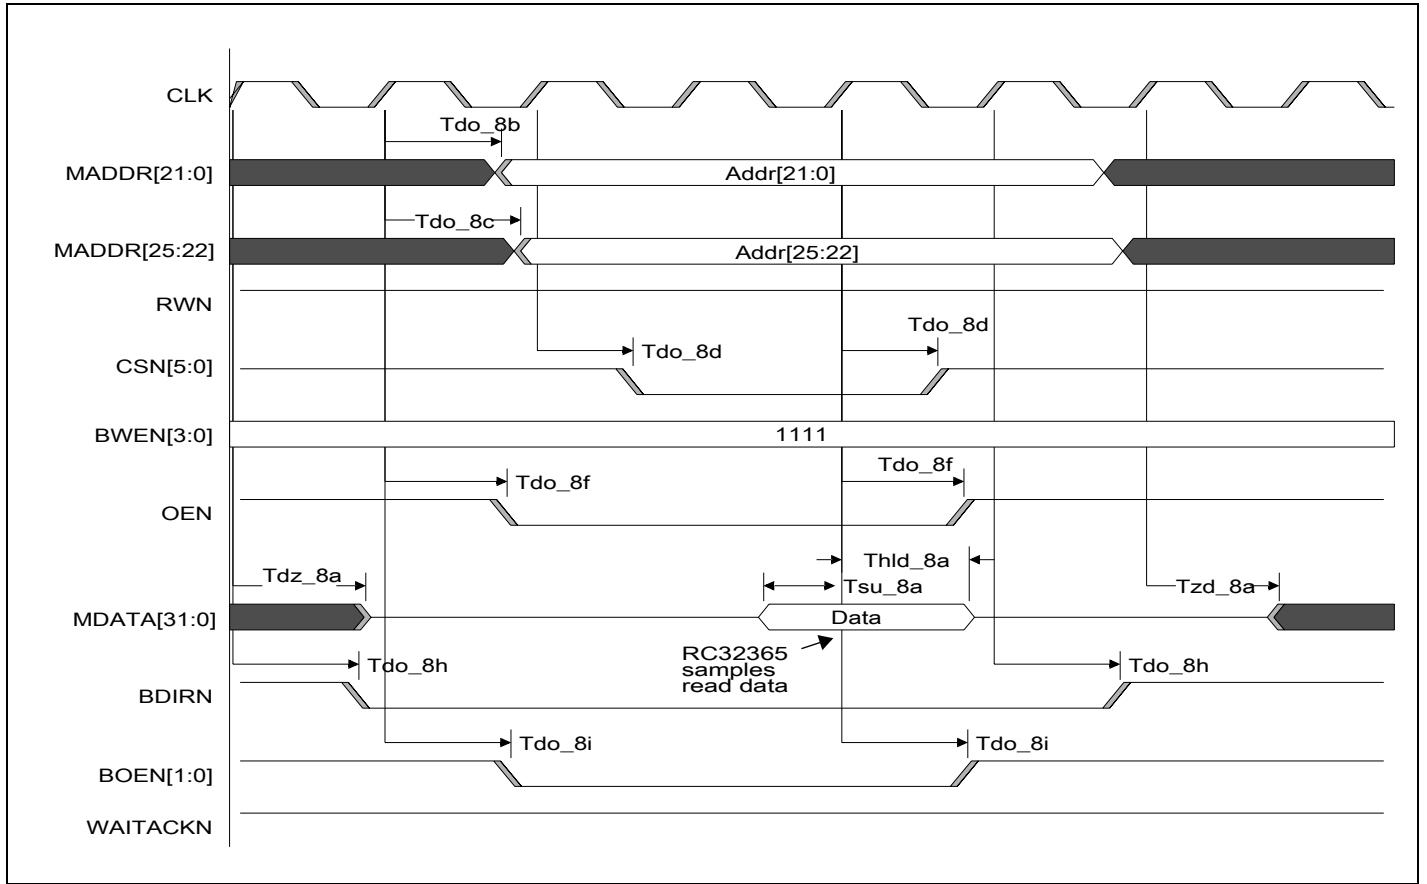 CLK
Tdo_8b
MADDR[21:0]
Addr[21:0]
Tdo_8c
MADDR[25:22]
Addr[25:22]
RWN
Tdo_8d
Tdo_8d
CSN[5:0]
BWEN[3:0]
1111
Tdo_8f
Tdo_8f
OEN
Thld_8a
Tdz_8a
Tsu_8a
Tzd_8a
MDATA[31:0]
Data
RC32365
samples
read data
Tdo_8h
Tdo_8h
BDIRN
Tdo_8i
Tdo_8i
BOEN[1:0]
WAITACKN